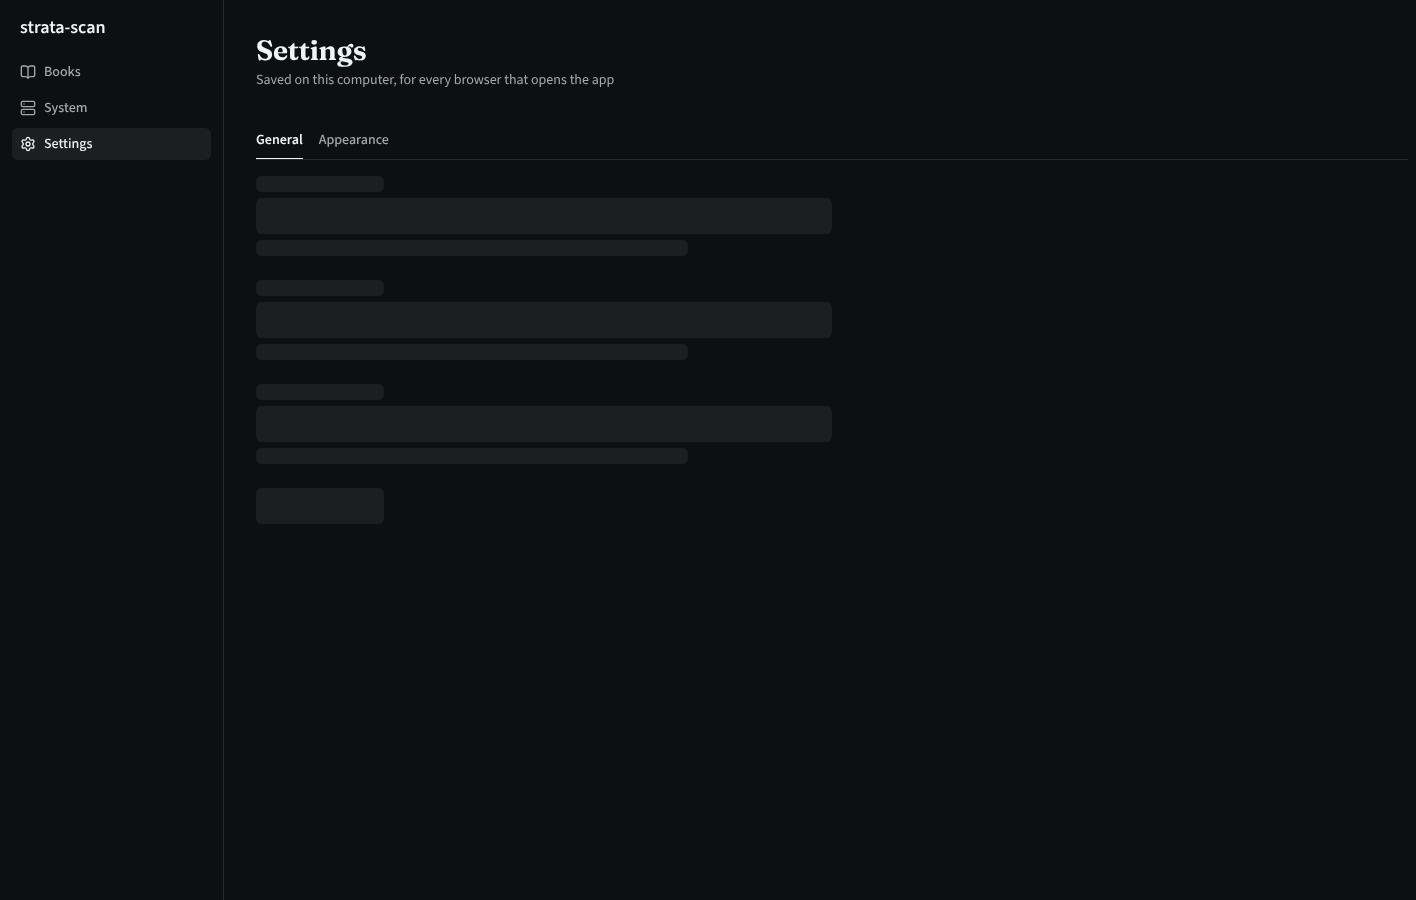 strata-scan
Books
System
Settings
Settings
Saved on this computer, for every browser that opens the app
General
Appearance